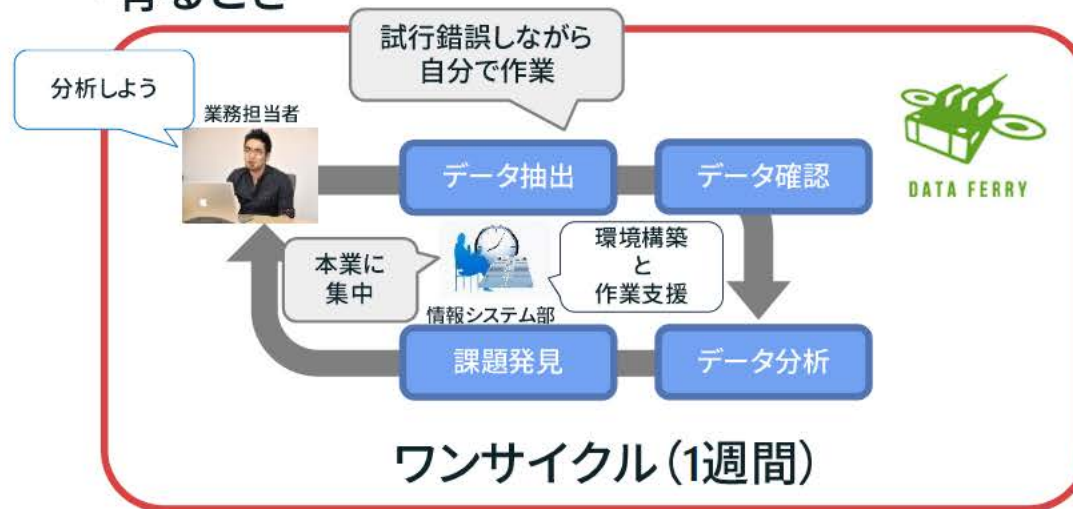 試行錯誤しながら
自分で作業
分析しよう
業務担当者
DATA FERRY
データ抽出
データ確認
本業に
集中
環境構築
と
作業支援
情報システム部
課題発見
データ分析
ワンサイクル(1週間)